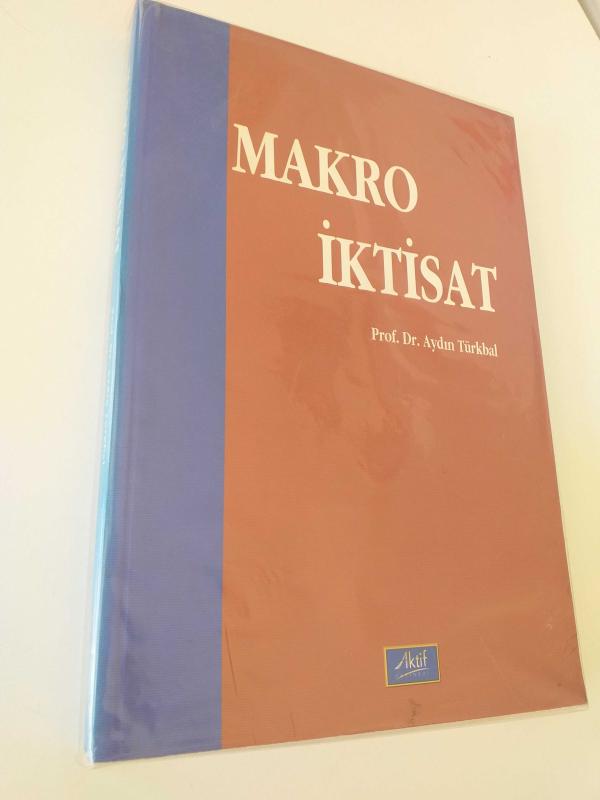 MAKRO
İKTİSAT
Prof. Dr. Aydın Türkbal
Aktif